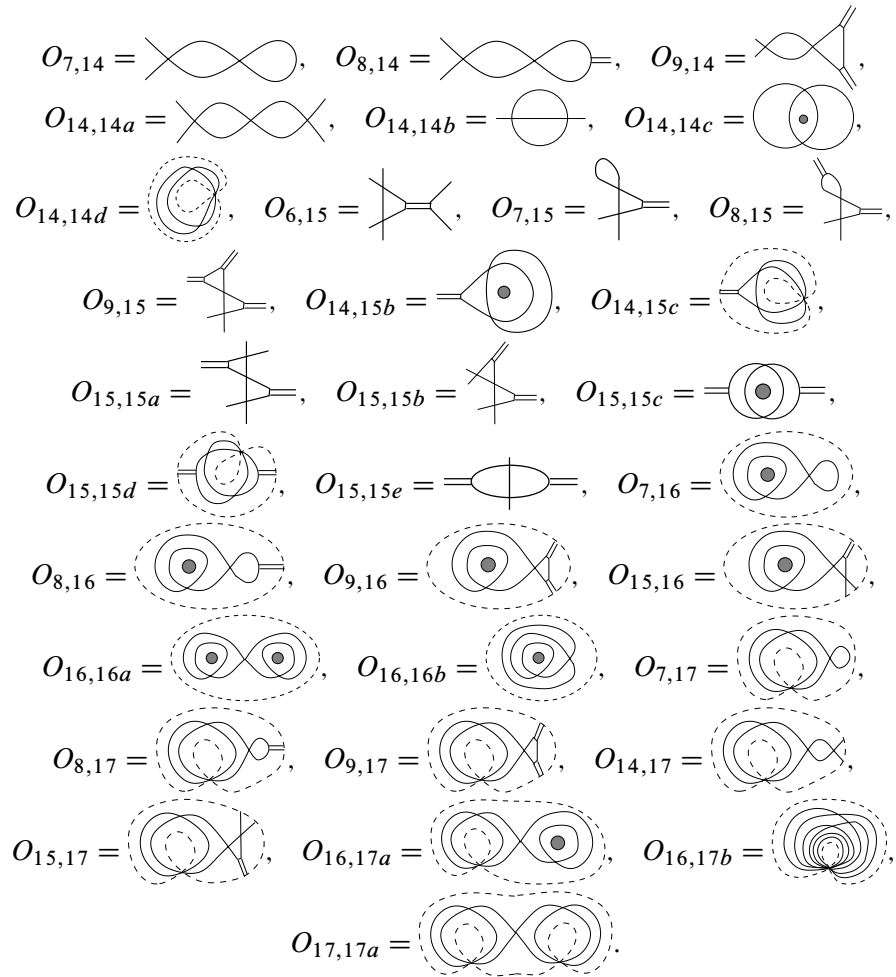 O_{7,14} = , O_{8,14} = , O_{9,14} = ,
O_{14,14a} = , O_{14,14b} = , O_{14,14c} = ,
O_{14,14d} = , O_{6,15} = , O_{7,15} = , O_{8,15} = ,
O_{9,15} = , O_{14,15b} = , O_{14,15c} = ,
O_{15,15a} = , O_{15,15b} = , O_{15,15c} = ,
O_{15,15d} = , O_{15,15e} = , O_{7,16} = ,
O_{8,16} = , O_{9,16} = , O_{15,16} = ,
O_{16,16a} = , O_{16,16b} = , O_{7,17} = ,
O_{8,17} = , O_{9,17} = , O_{14,17} = ,
O_{15,17} = , O_{16,17a} = , O_{16,17b} = ,
O_{17,17a} = .